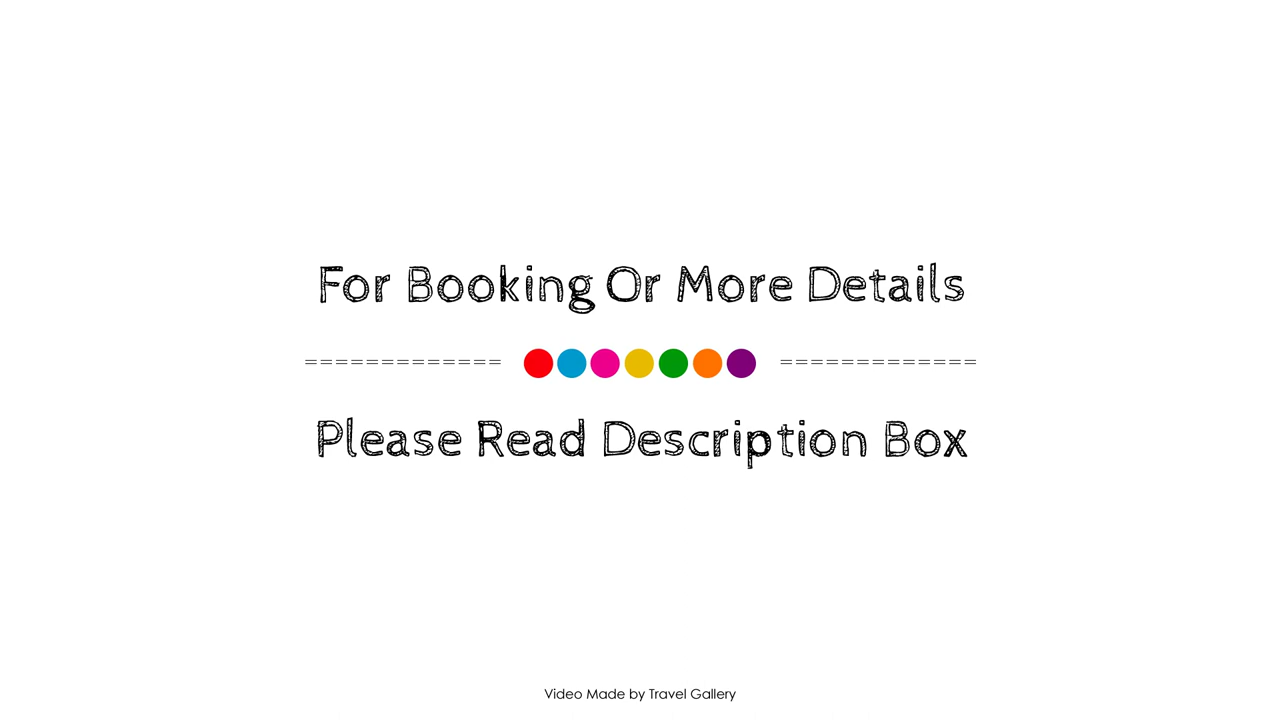 For Booking Or More Details
============= =============
Please Read Description Box
Video Made by Travel Gallery